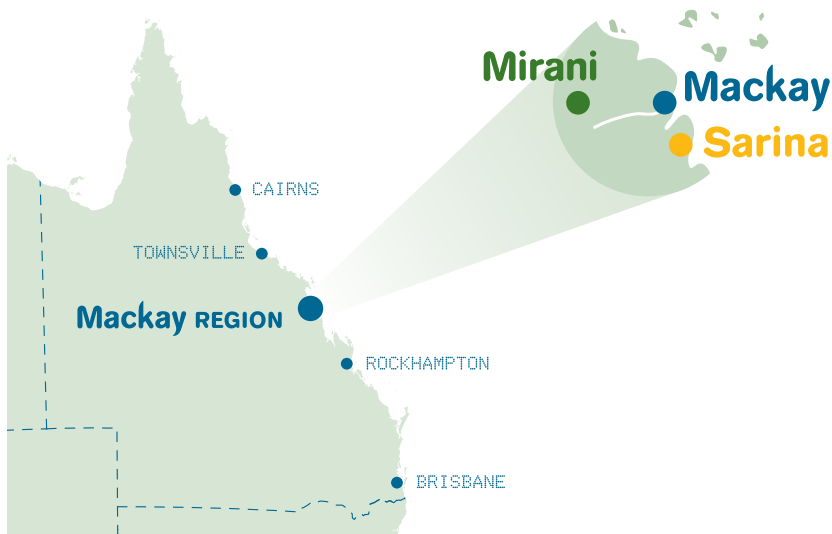 Mirani
Mackay
Sarina
CAIRNS
TOWNSVILLE
Mackay REGION
ROCKHAMPTON
BRISBANE